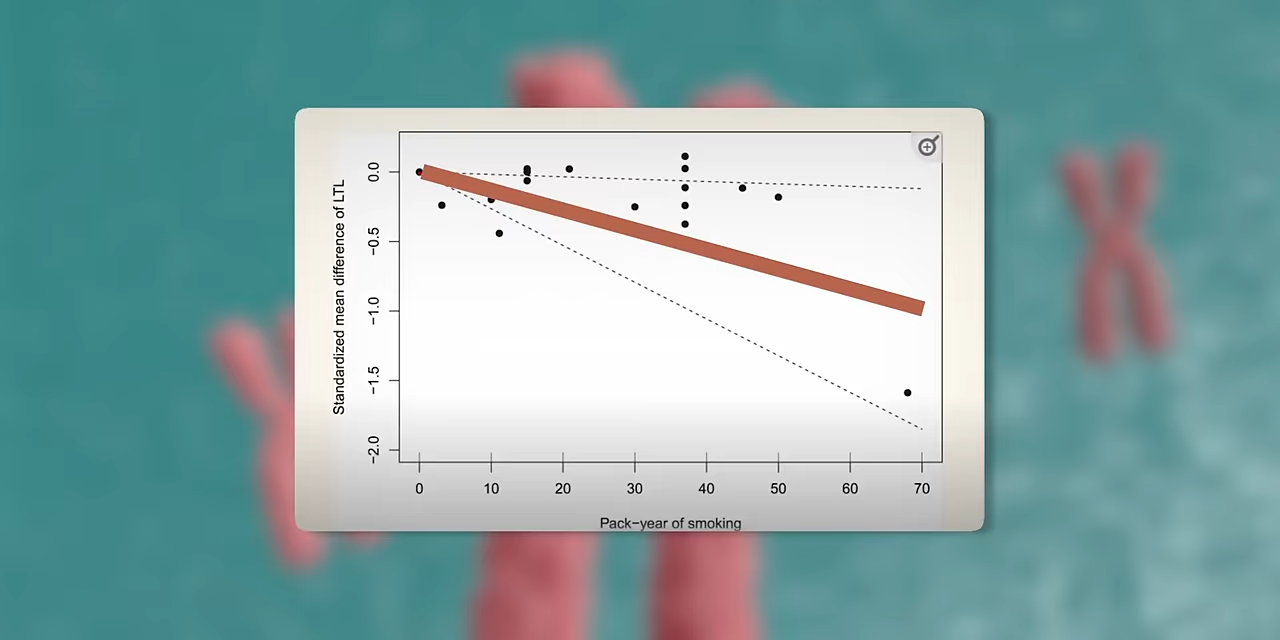 Standardized mean difference of LTL
0.0
−0.5
−1.0
−1.5
−2.0
0 10 20 30 40 50 60 70
Pack−year of smoking